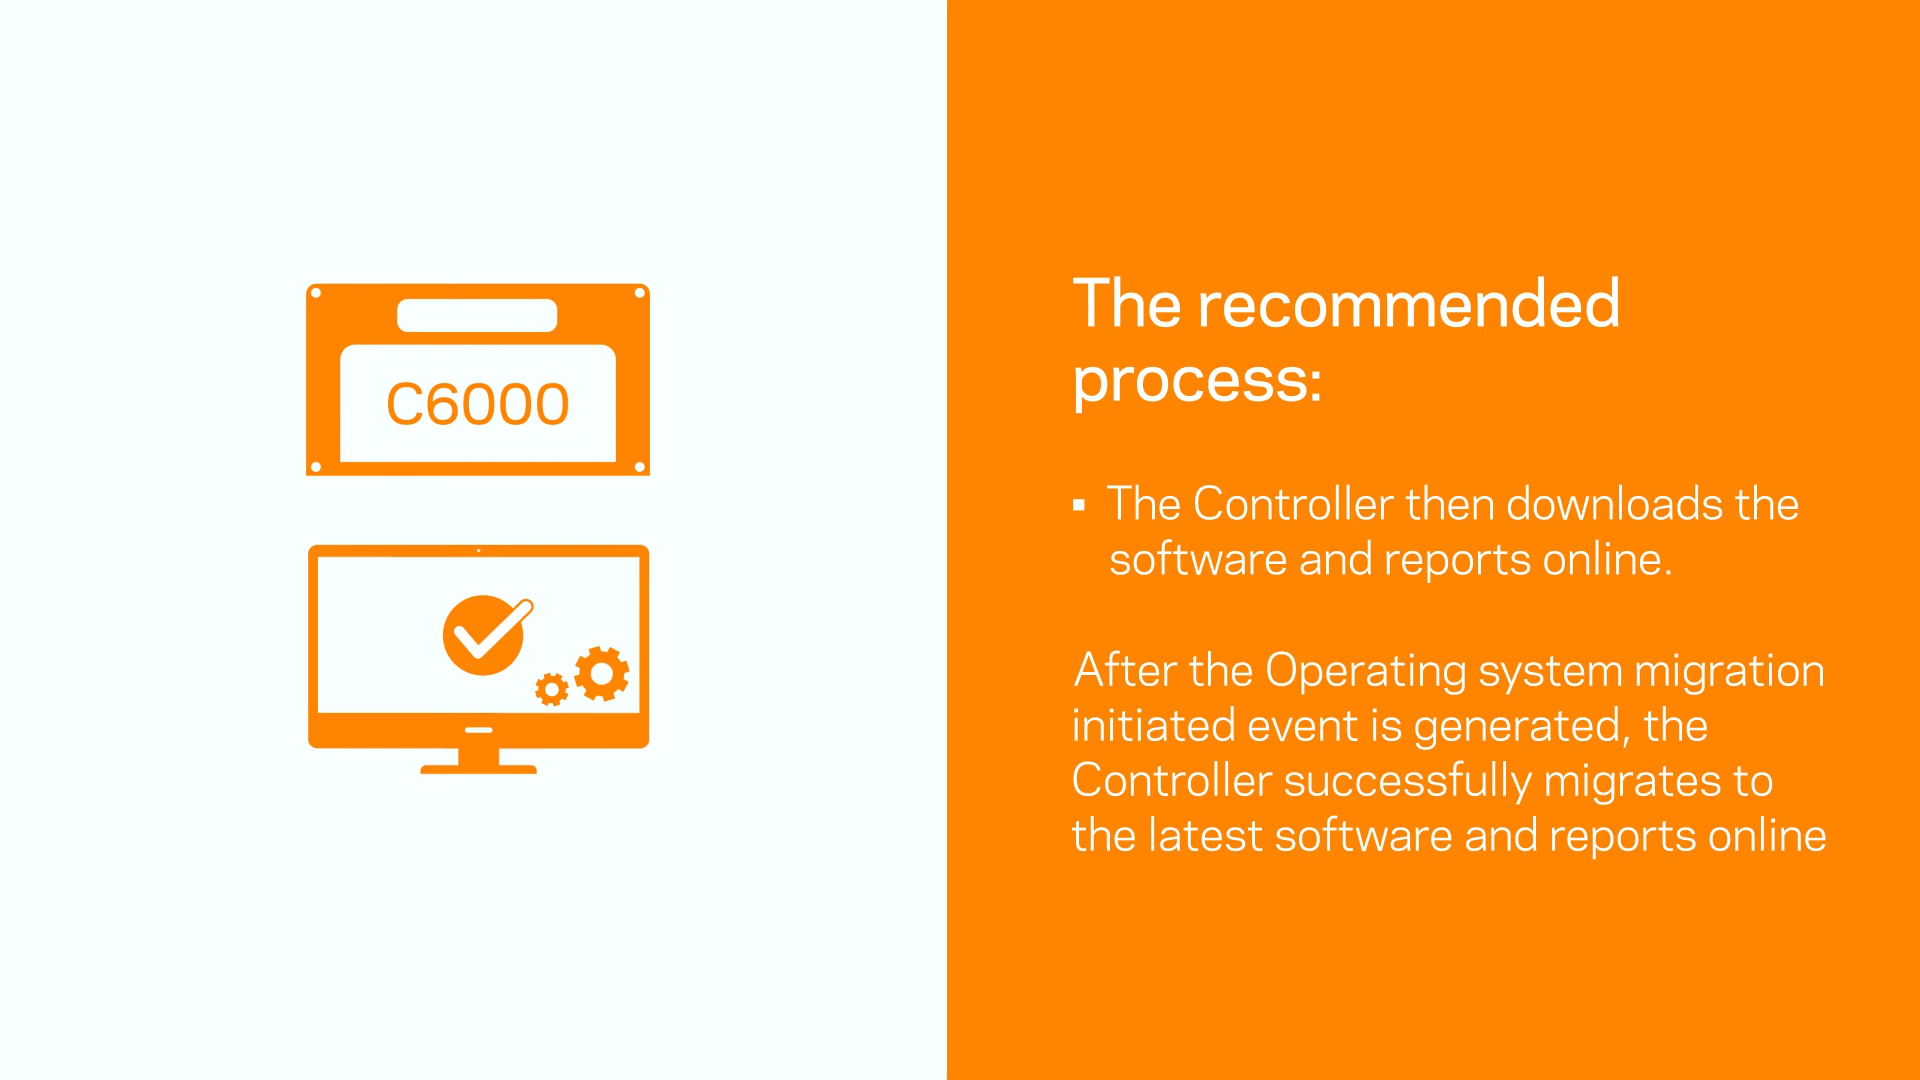 C6000
The recommended
process:
▪ The Controller then downloads the
software and reports online.
After the Operating system migration
initiated event is generated, the
Controller successfully migrates to
the latest software and reports online